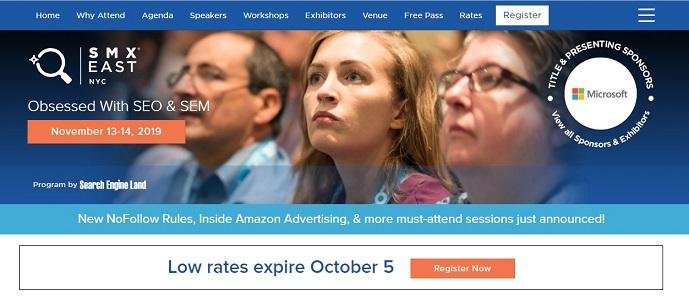 Home Why Attend Agenda Speakers Workshops Exhibitors Venue Free Pass Rates Register
SMX®
EAST
NYC
Obsessed With SEO & SEM
November 13-14, 2019
Program by Search Engine Land
TITLE & PRESENTING SPONSORS
Microsoft
View all Sponsors & Exhibitors
New NoFollow Rules, Inside Amazon Advertising, & more must-attend sessions just announced!
Low rates expire October 5 Register Now